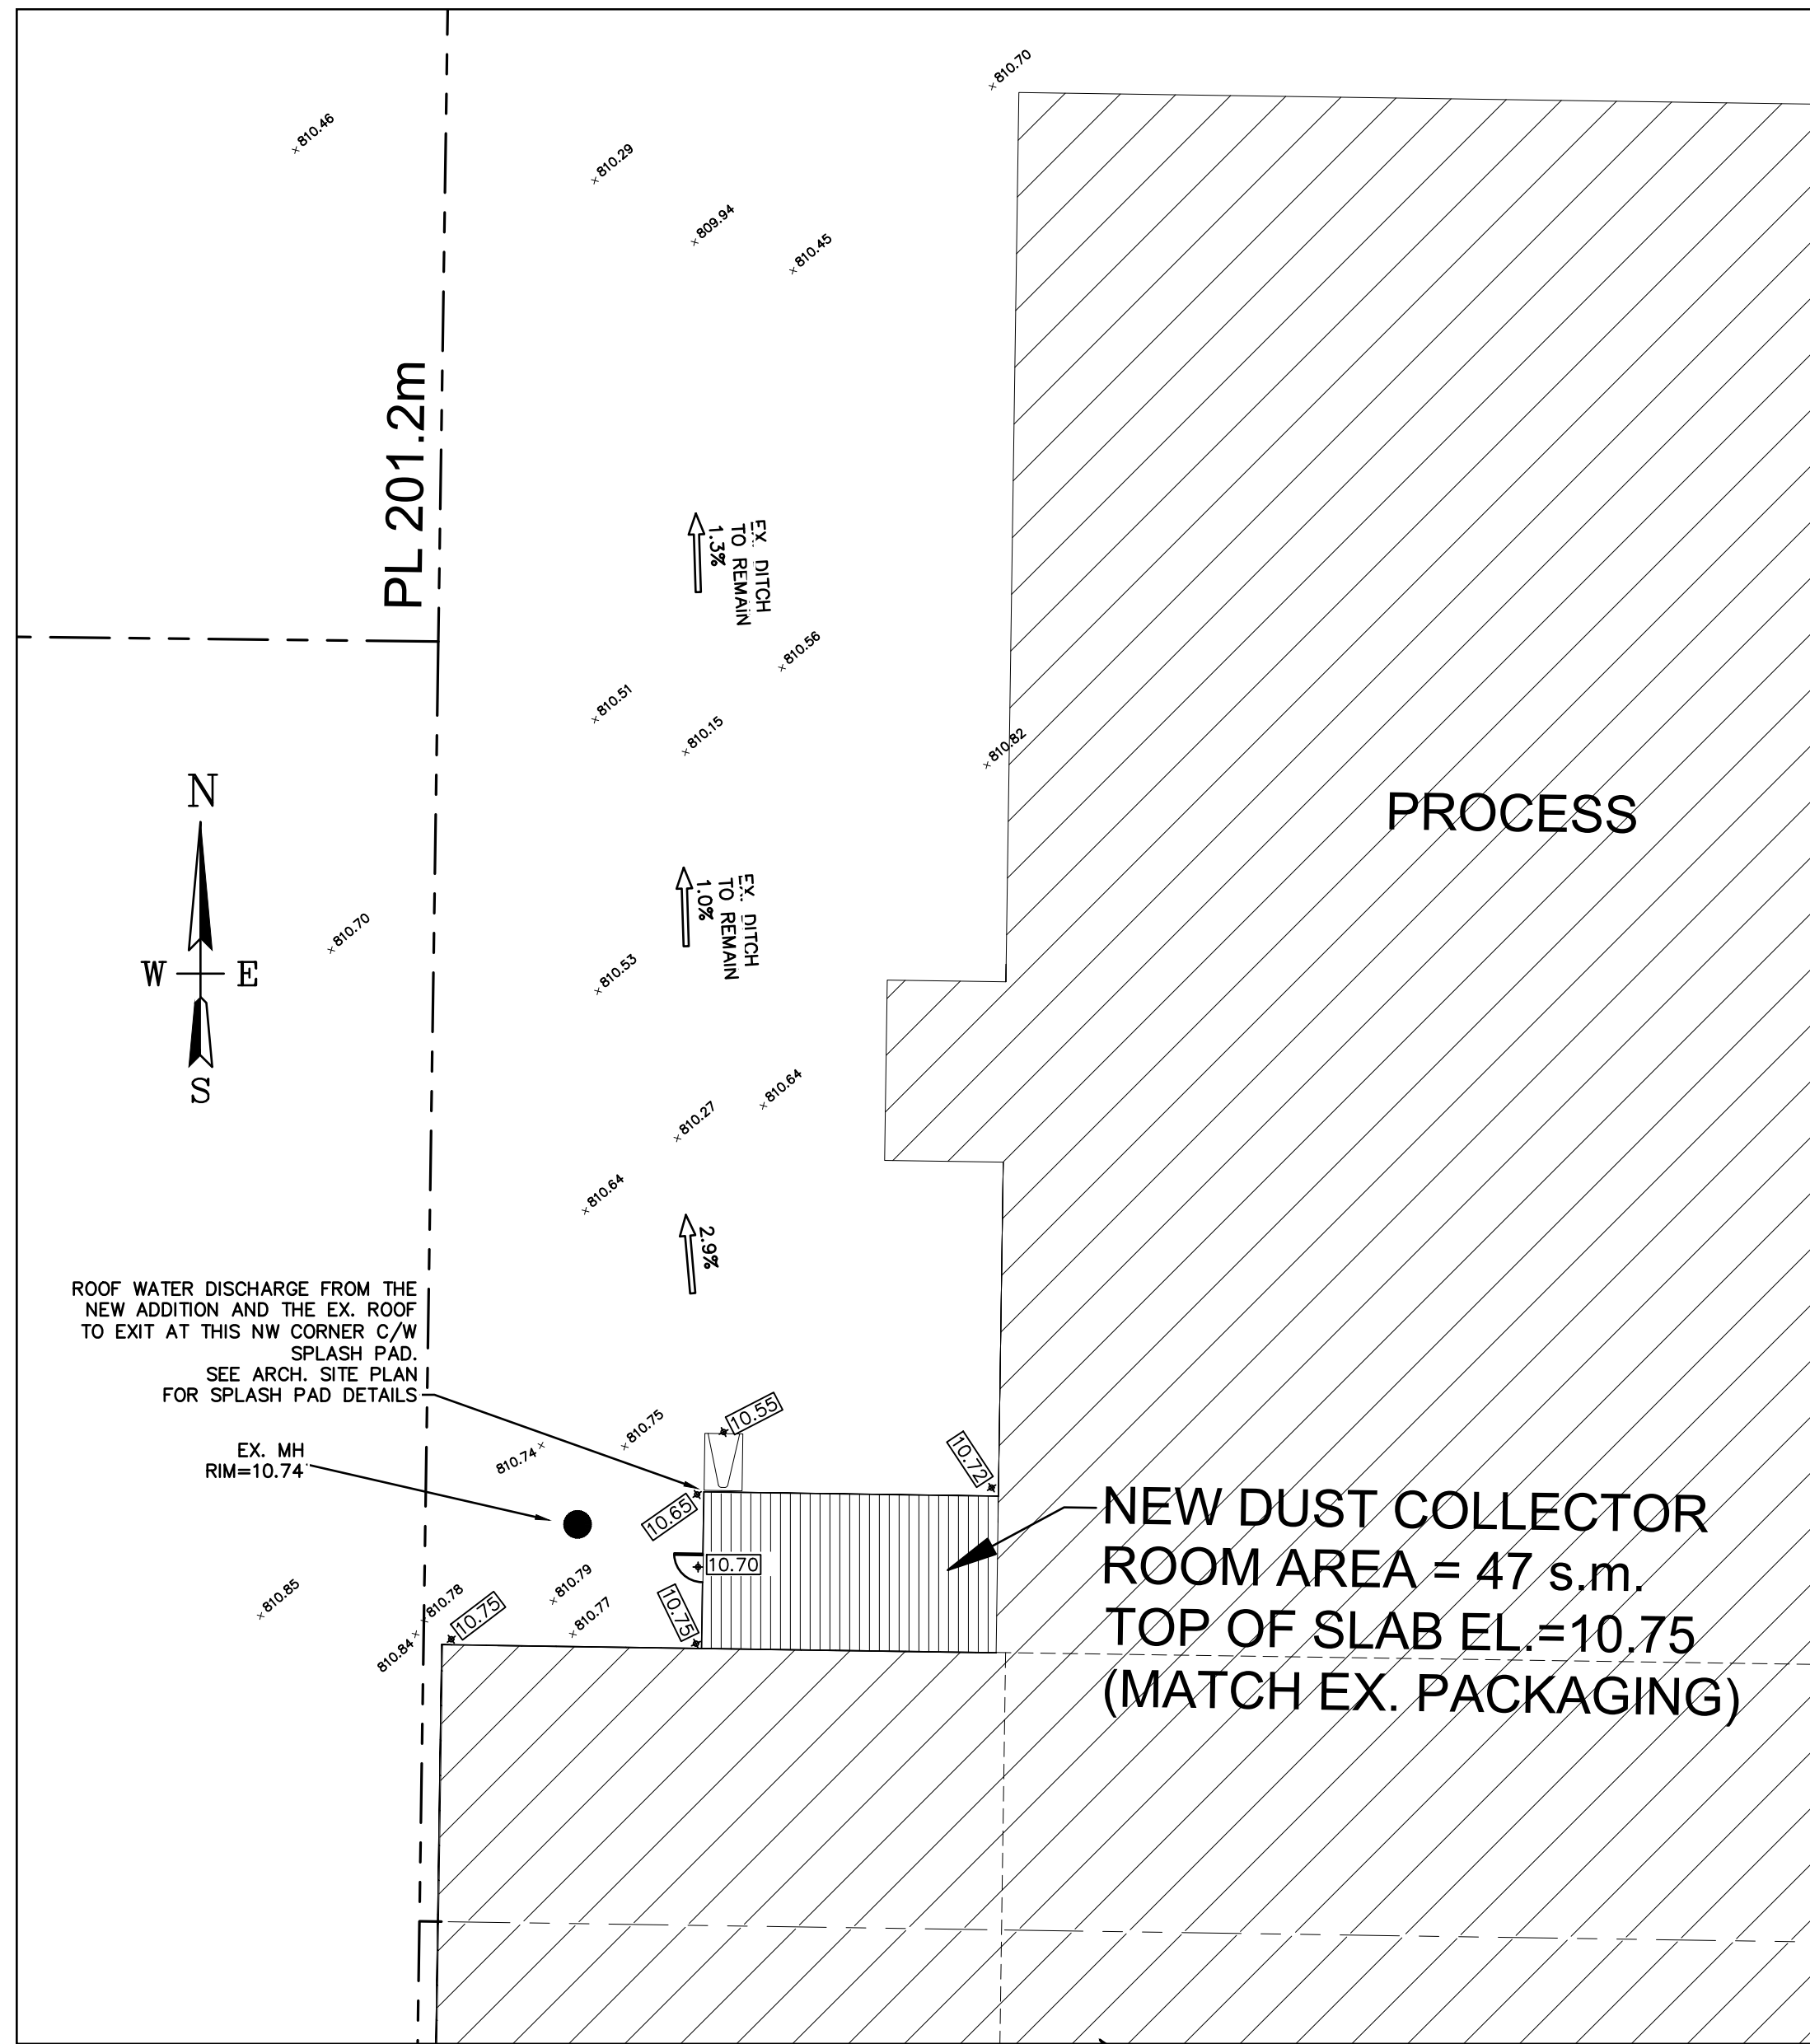 810.70
810.46
810.29
809.94
810.45
PL 201.2m
EX. DITCH
TO REMAIN
1.3%
810.56
810.51
810.15
810.82
N
W E
S
PROCESS
EX. DITCH
TO REMAIN
1.0%
810.70
810.53
810.64
810.27
810.64
2.9%
ROOF WATER DISCHARGE FROM THE
NEW ADDITION AND THE EX. ROOF
TO EXIT AT THIS NW CORNER C/W
SPLASH PAD.
SEE ARCH. SITE PLAN
FOR SPLASH PAD DETAILS
10.55
810.75
810.74
10.72
EX. MH
RIM=10.74
10.65
10.70
NEW DUST COLLECTOR
ROOM AREA = 47 s.m.
TOP OF SLAB EL.=10.75
(MATCH EX. PACKAGING)
810.85
810.78
10.75
810.79
810.77
10.75
810.84